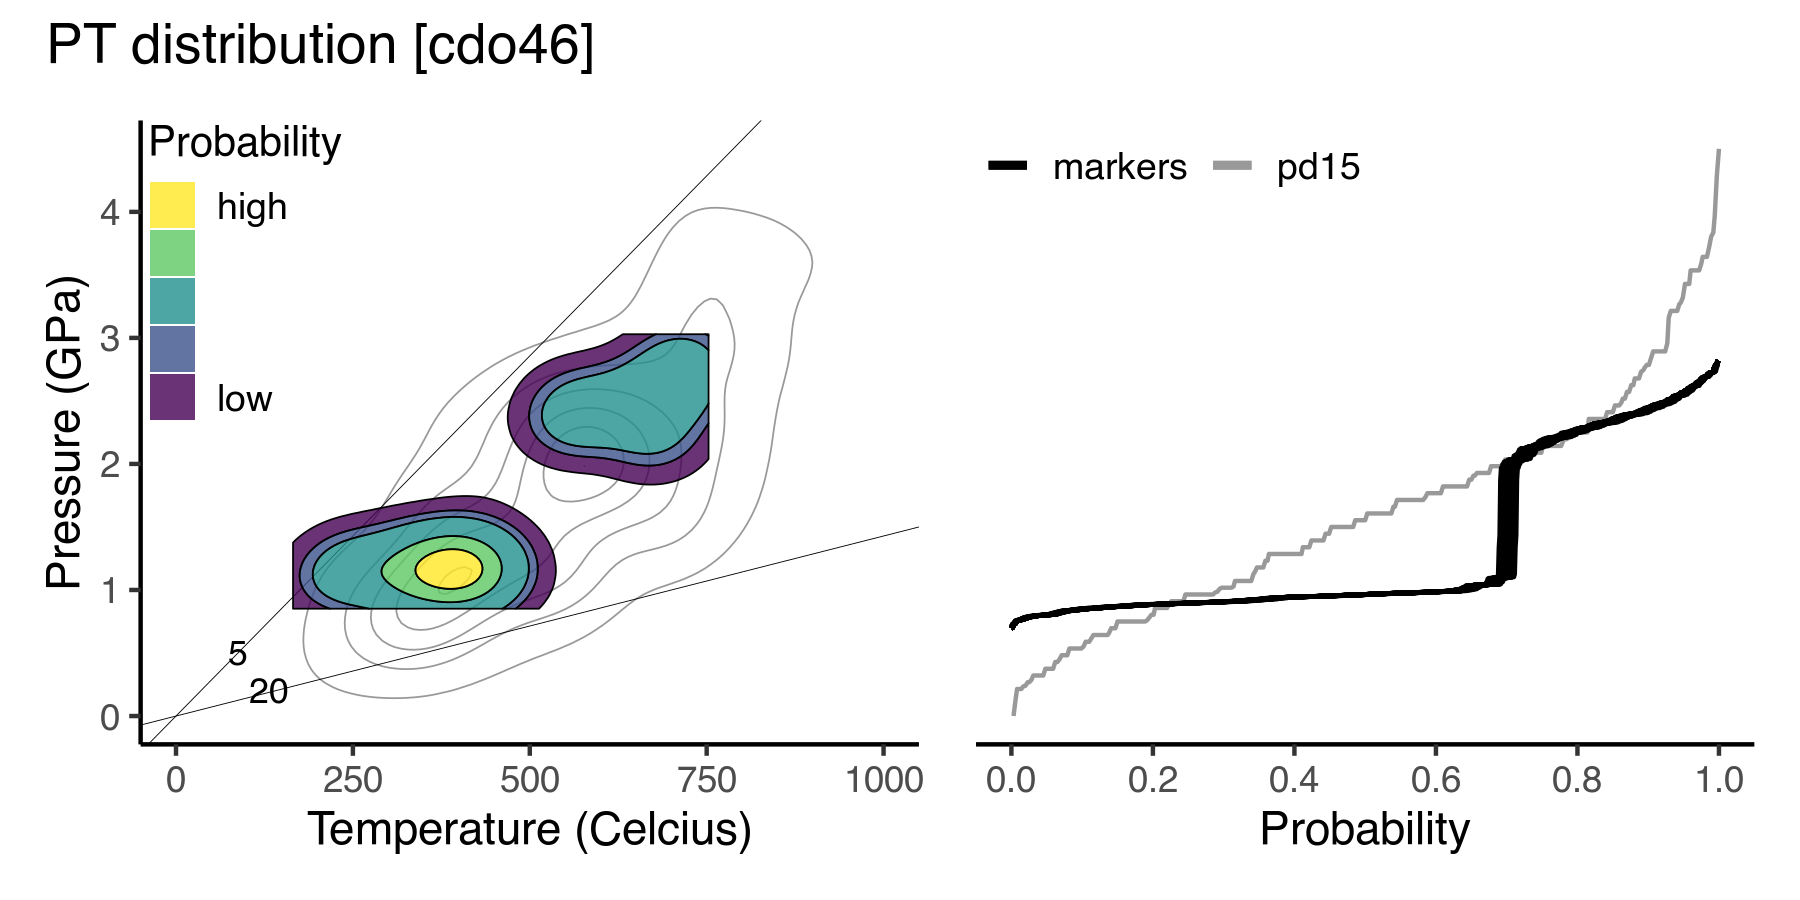 PT distribution [cdo46]
Probability
high
low
markers
pd15
Pressure (GPa)
4
3
2
1
0
5
20
0 250 500 750 1000
Temperature (Celcius)
0.0 0.2 0.4 0.6 0.8 1.0
Probability